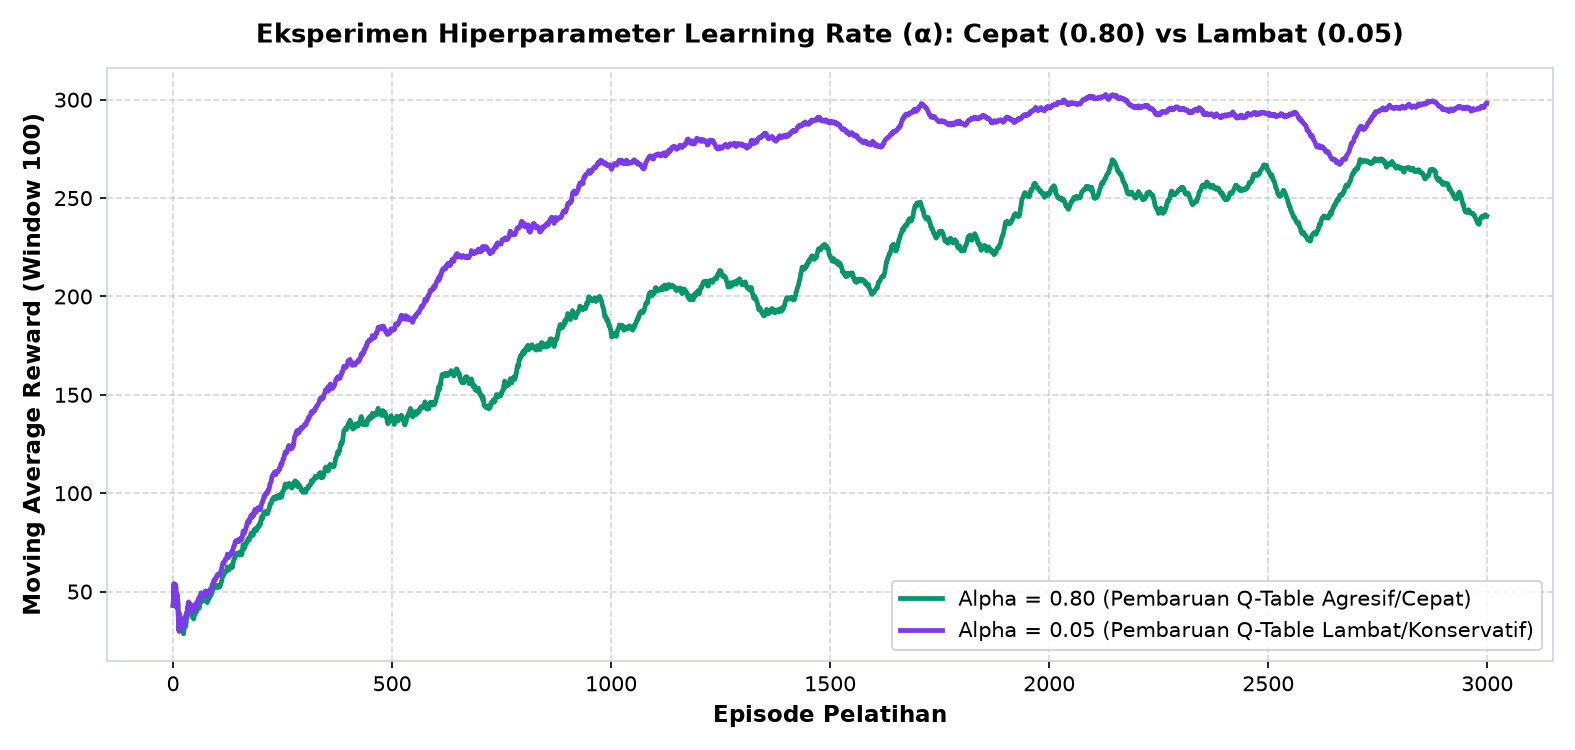 Eksperimen Hiperparameter Learning Rate (α): Cepat (0.80) vs Lambat (0.05)
Moving Average Reward (Window 100)
300
250
200
150
100
50
Alpha = 0.80 (Pembaruan Q-Table Agresif/Cepat)
Alpha = 0.05 (Pembaruan Q-Table Lambat/Konservatif)
0 500 1000 1500 2000 2500 3000
Episode Pelatihan